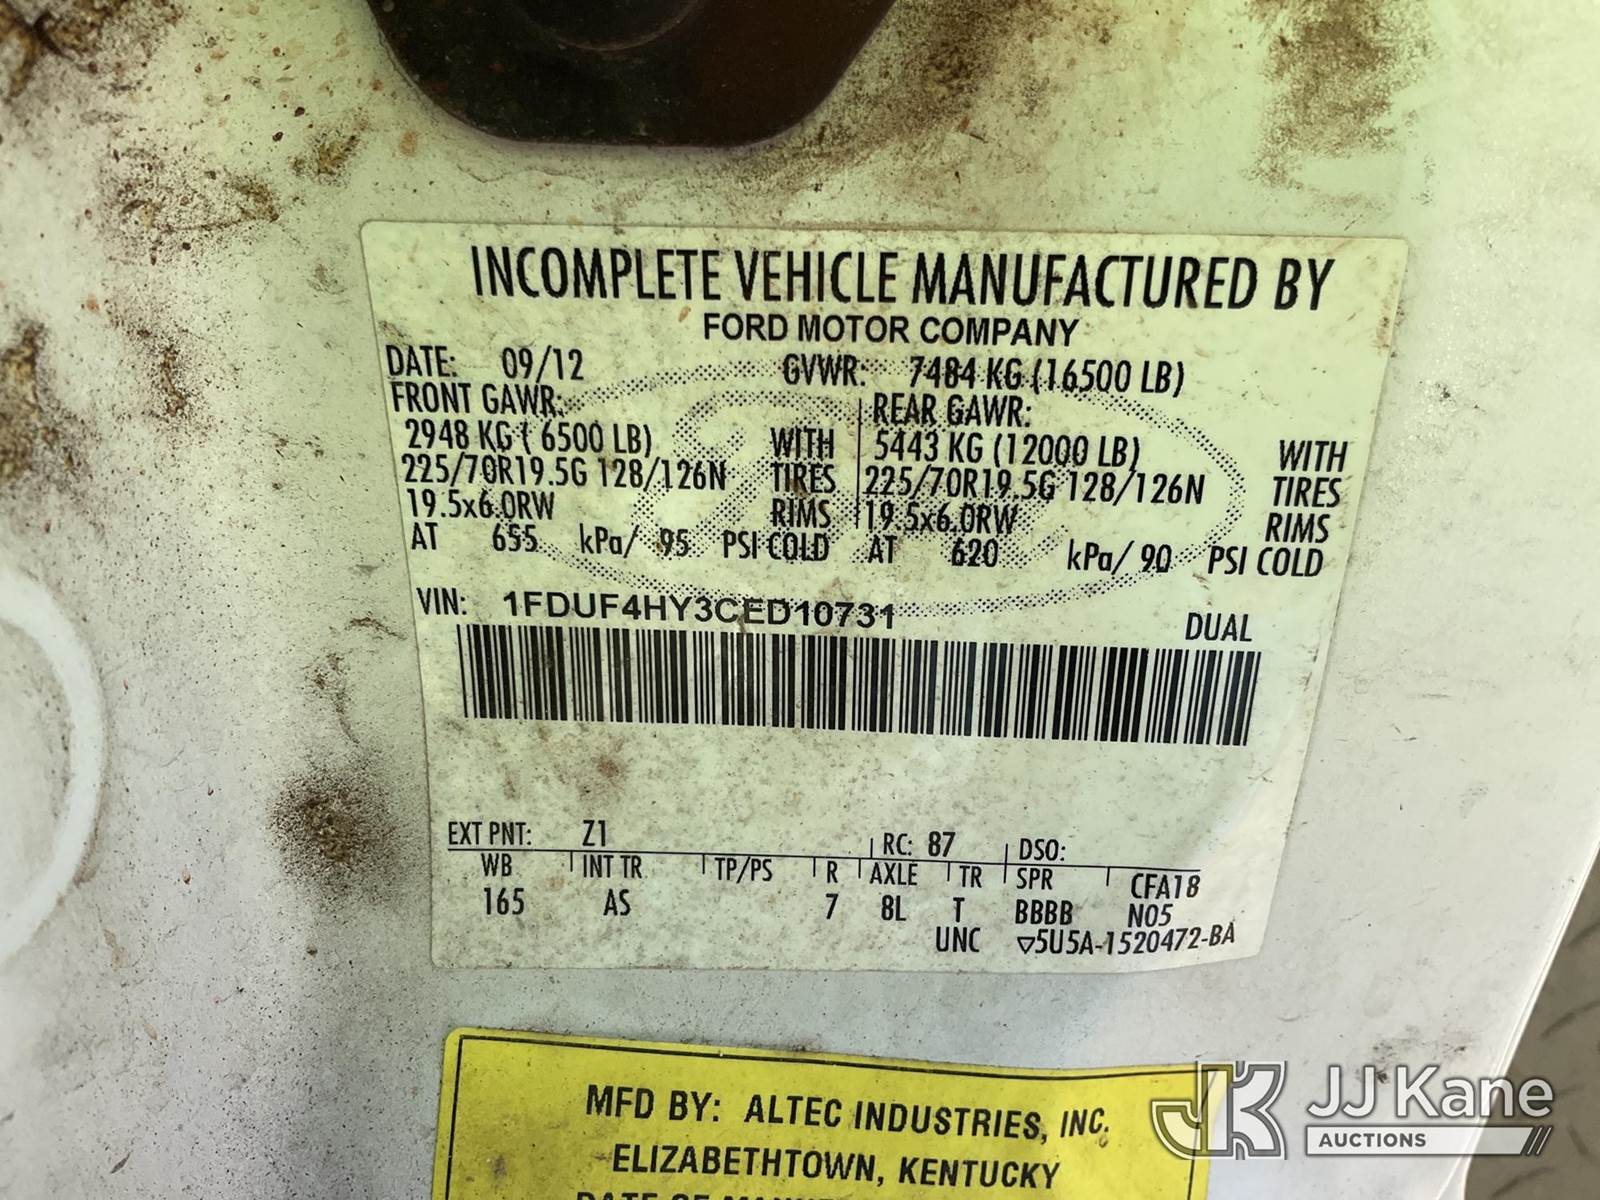 INCOMPLETE VEHICLE MANUFACTURED BY
FORD MOTOR COMPANY
DATE: 09/12 GVWR: 7484 KG (16500 LB)
FRONT GAWR: REAR GAWR:
2948 KG ( 6500 LB) WITH 5443 KG (12000 LB) WITH
225/70R19.5G 128/126N TIRES 225/70R19.5G 128/126N TIRES
19.5x6.0RW RIMS 19.5x6.0RW RIMS
AT 655 kPa/ 95 PSI COLD AT 620 kPa/ 90 PSI COLD
VIN: 1FDUF4HY3CED10731 DUAL
EXT PNT: Z1 RC: 87 DSO:
WB INT TR TP/PS R AXLE TR SPR CFA18
165 AS 7 8L T BBBB N05
UNC ▽5U5A-1520472-BA
MFD BY: ALTEC INDUSTRIES, INC.
ELIZABETHTOWN, KENTUCKY
DATE OF
JK JJ Kane
AUCTIONS